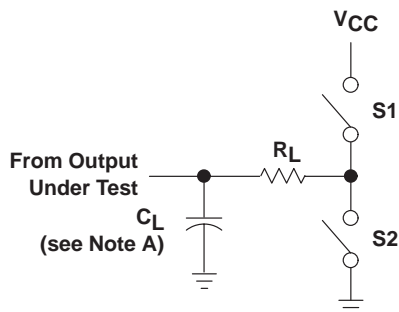 VCC
S1
RL
From Output
Under Test
CL
(see Note A)
S2